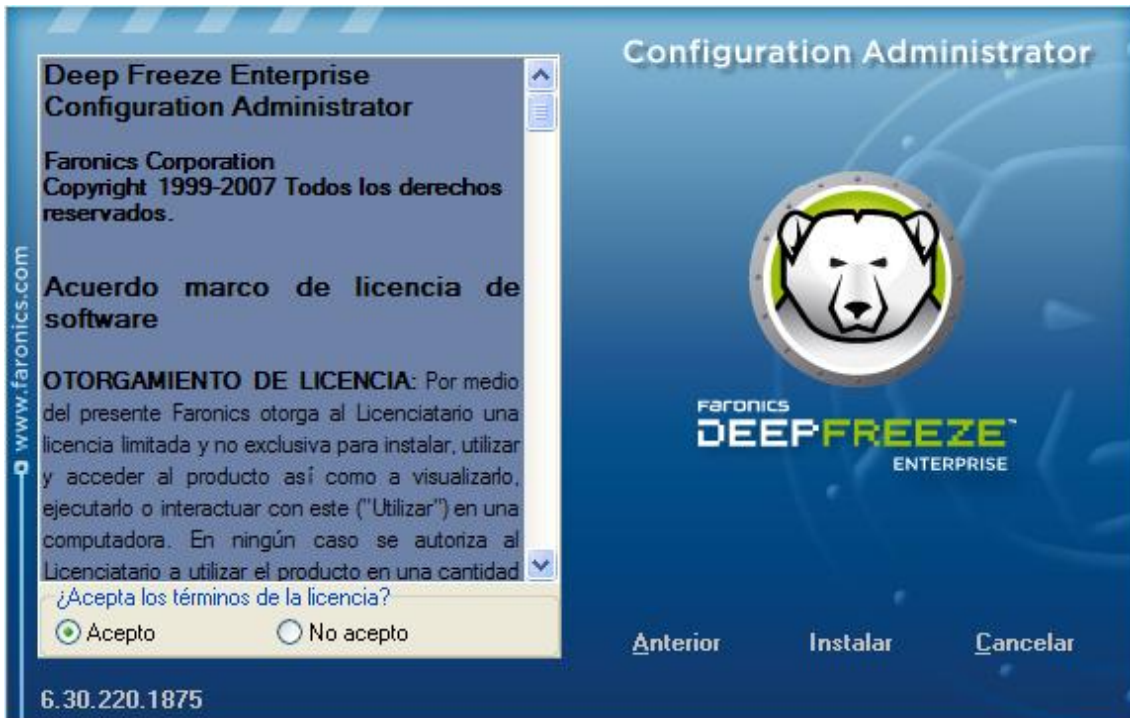 Configuration Administrator
Deep Freeze Enterprise
Configuration Administrator
Faronics Corporation
Copyright 1999-2007 Todos los derechos
reservados.
Acuerdo marco de licencia de
software
OTORGAMIENTO DE LICENCIA: Por medio
del presente Faronics otorga al Licenciatario una
licencia limitada y no exclusiva para instalar, utilizar
y acceder al producto así como a visualizarlo,
ejecutarlo o interactuar con este ("Utilizar") en una
computadora. En ningún caso se autoriza al
Licenciatario a utilizar el producto en una cantidad
¿Acepta los términos de la licencia?
Acepto
No acepto
www.faronics.com
FARONICS
DEEPFREEZE™
ENTERPRISE
Anterior
Instalar
Cancelar
6.30.220.1875